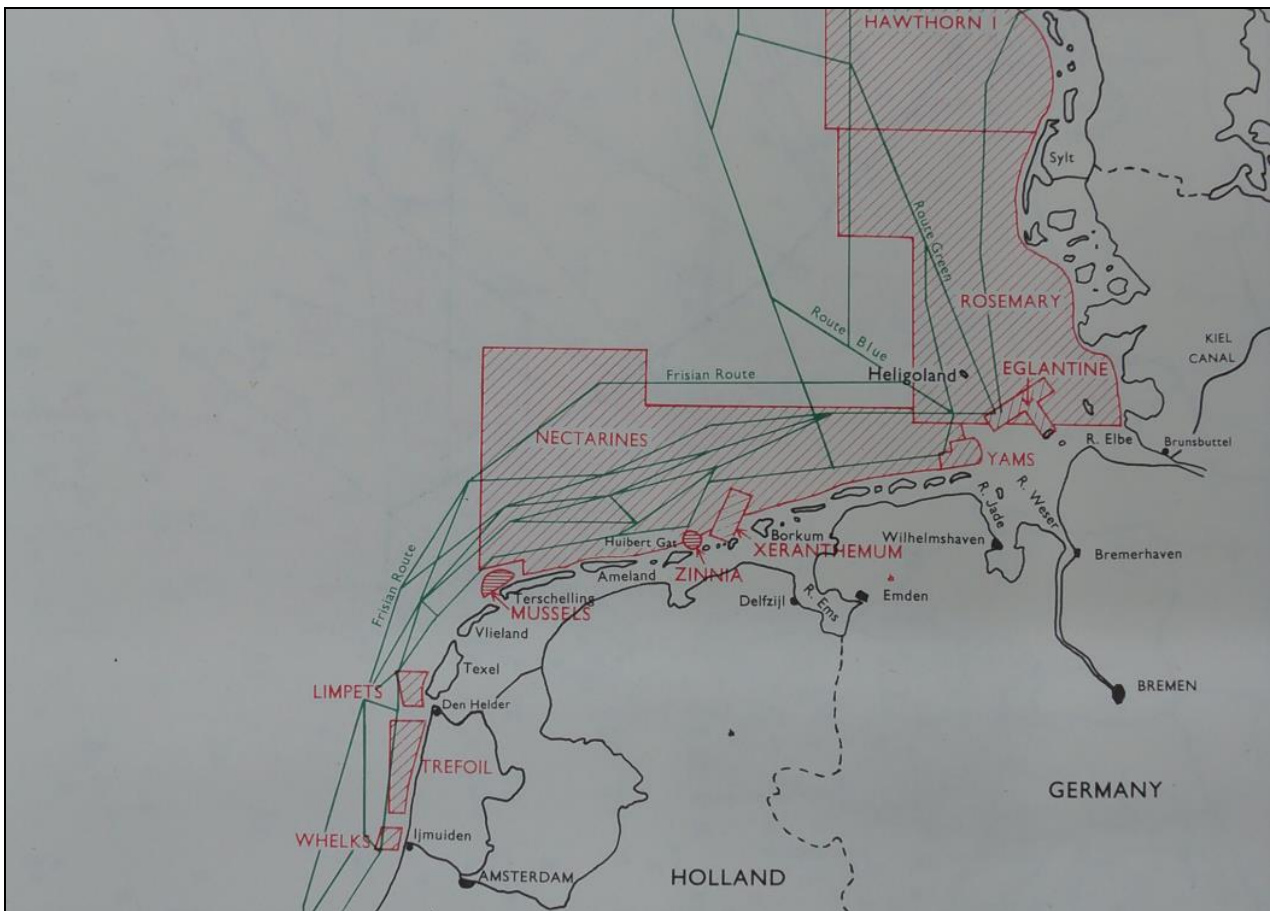 HAWTHORN I
Sylt
Route Green
ROSEMARY
Route Blue
KIEL
CANAL
Frisian Route
Heligoland
EGLANTINE
NECTARINES
R. Elbe
Brunsbuttel
YAMS
R. Jade
R. Weser
Huibert Gat
Borkum
Wilhelmshaven
XERANTHEMUM
Bremerhaven
ZINNIA
Ameland
Terschelling
MUSSELS
Delfzijl
R. Ems
Emden
Frisian Route
Vlieland
Texel
LIMPETS
BREMEN
Den Helder
TREFOIL
GERMANY
WHELKS
Ijmuiden
AMSTERDAM
HOLLAND